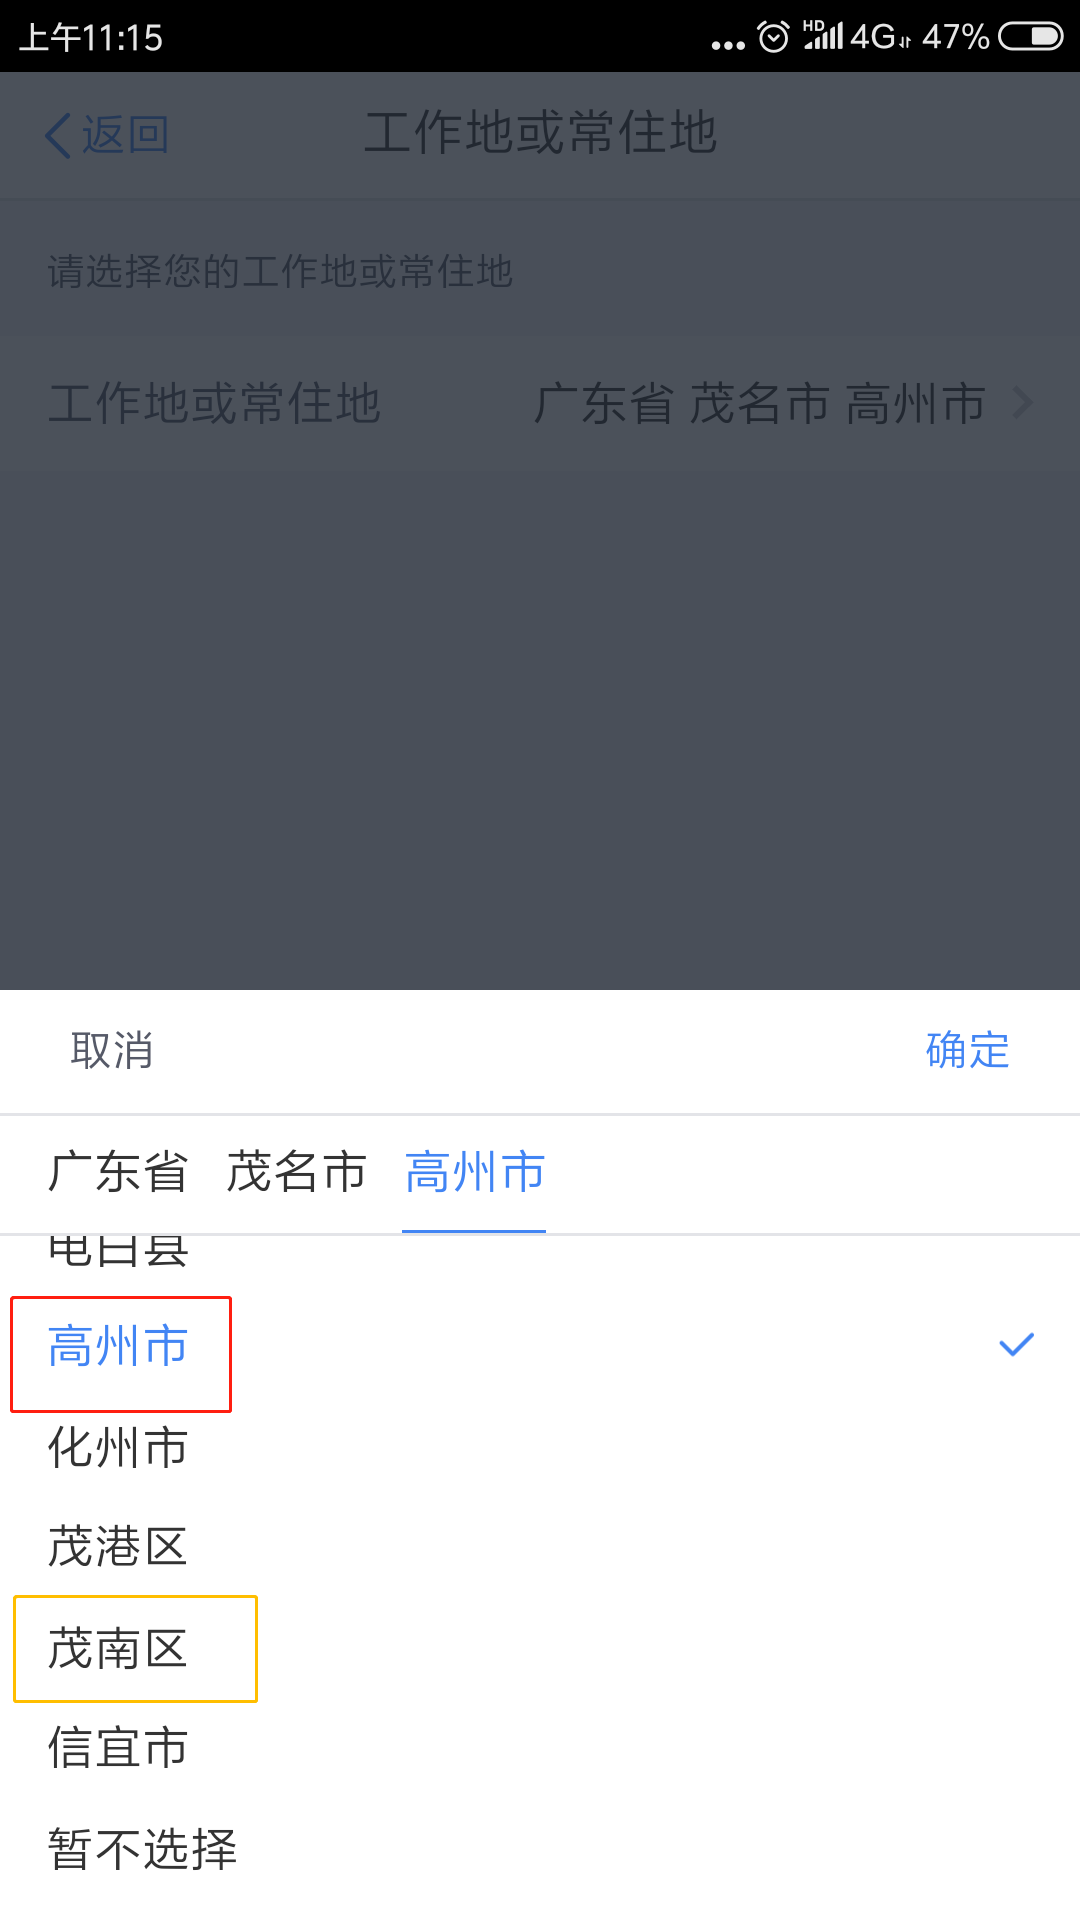 上午11:15
HD 4G 47%
返回
工作地或常住地
请选择您的工作地或常住地
工作地或常住地 广东省 茂名市 高州市
取消 确定
广东省 茂名市 高州市
电白县
高州市
化州市
茂港区
茂南区
信宜市
暂不选择